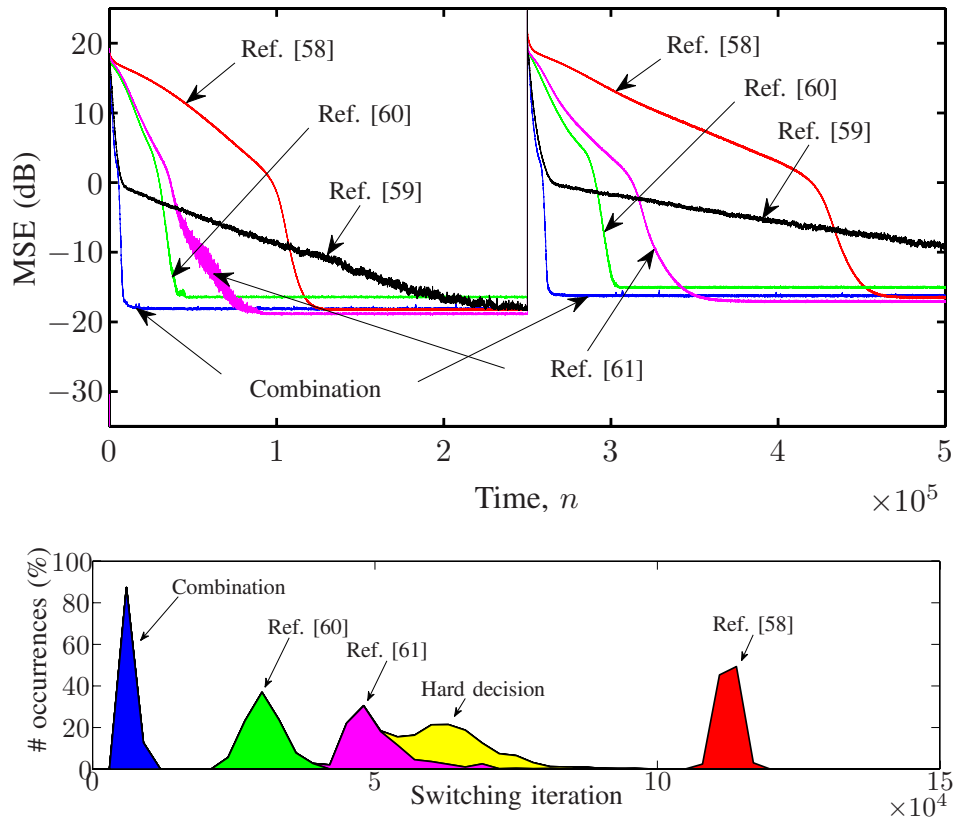 20
10
0
−10
−20
−30
MSE (dB)
Ref. [58]
Ref. [60]
Ref. [59]
Combination
Ref. [61]
Ref. [58]
Ref. [60]
Ref. [59]
0
1
2
3
4
5
Time, n
×10^5
100
80
60
40
20
0
# occurrences (%)
Combination
Ref. [60]
Ref. [61]
Hard decision
Ref. [58]
0
5
10
15
Switching iteration
×10^4